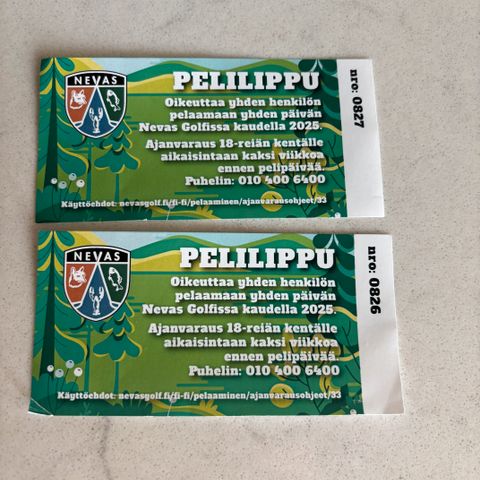 NEVAS
PELILIPPU
Oikeuttaa yhden henkilön
pelaamaan yhden päivän
Nevas Golfissa kaudella 2025.
Ajanvaraus 18-reiän kentälle
aikaisintaan kaksi viikkoa
ennen pelipäivää.
Puhelin: 010 400 6400
Käyttöehdot: nevasgolf.fi/fi-fi/pelaaminen/ajanvarausohjeet/33
nro: 0827
NEVAS
PELILIPPU
Oikeuttaa yhden henkilön
pelaamaan yhden päivän
Nevas Golfissa kaudella 2025.
Ajanvaraus 18-reiän kentälle
aikaisintaan kaksi viikkoa
ennen pelipäivää.
Puhelin: 010 400 6400
Käyttöehdot: nevasgolf.fi/fi-fi/pelaaminen/ajanvarausohjeet/33
nro: 0826